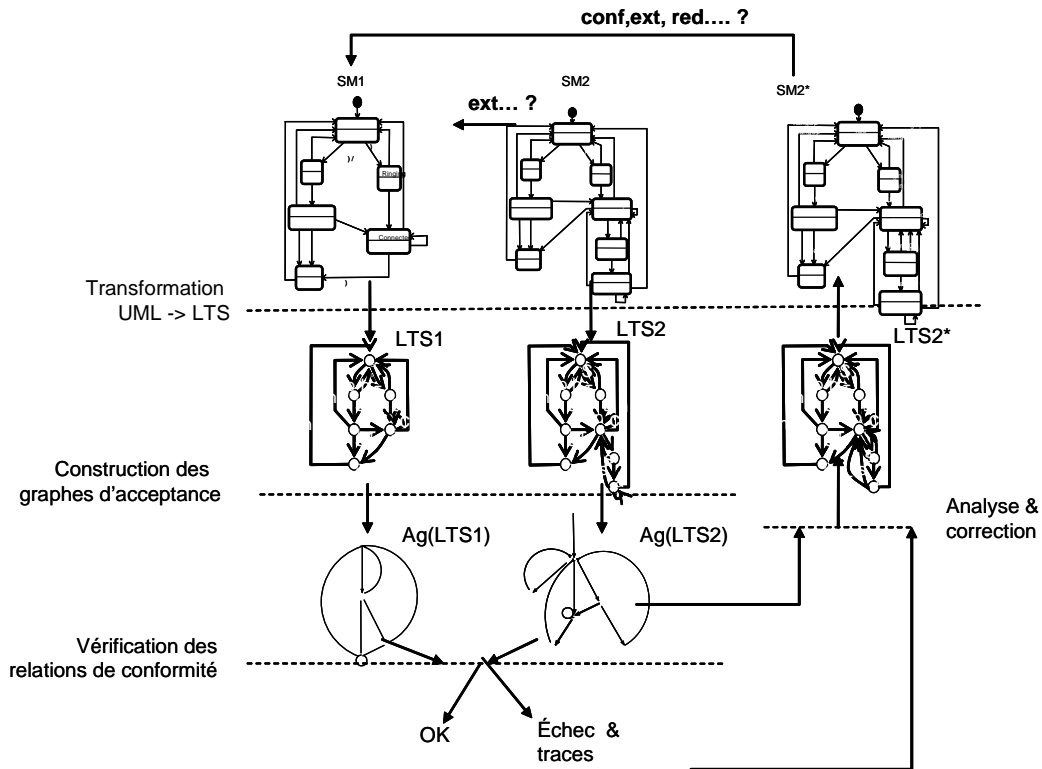 conf,ext, red.... ?
SM1
SM2
SM2*
ext... ?
) /
)
Connecte
)
Transformation
UML -> LTS
LTS1
LTS2
LTS2*
Construction des
graphes d'acceptance
Analyse &
correction
Ag(LTS1)
Ag(LTS2)
Vérification des
relations de conformité
OK
Échec &
traces